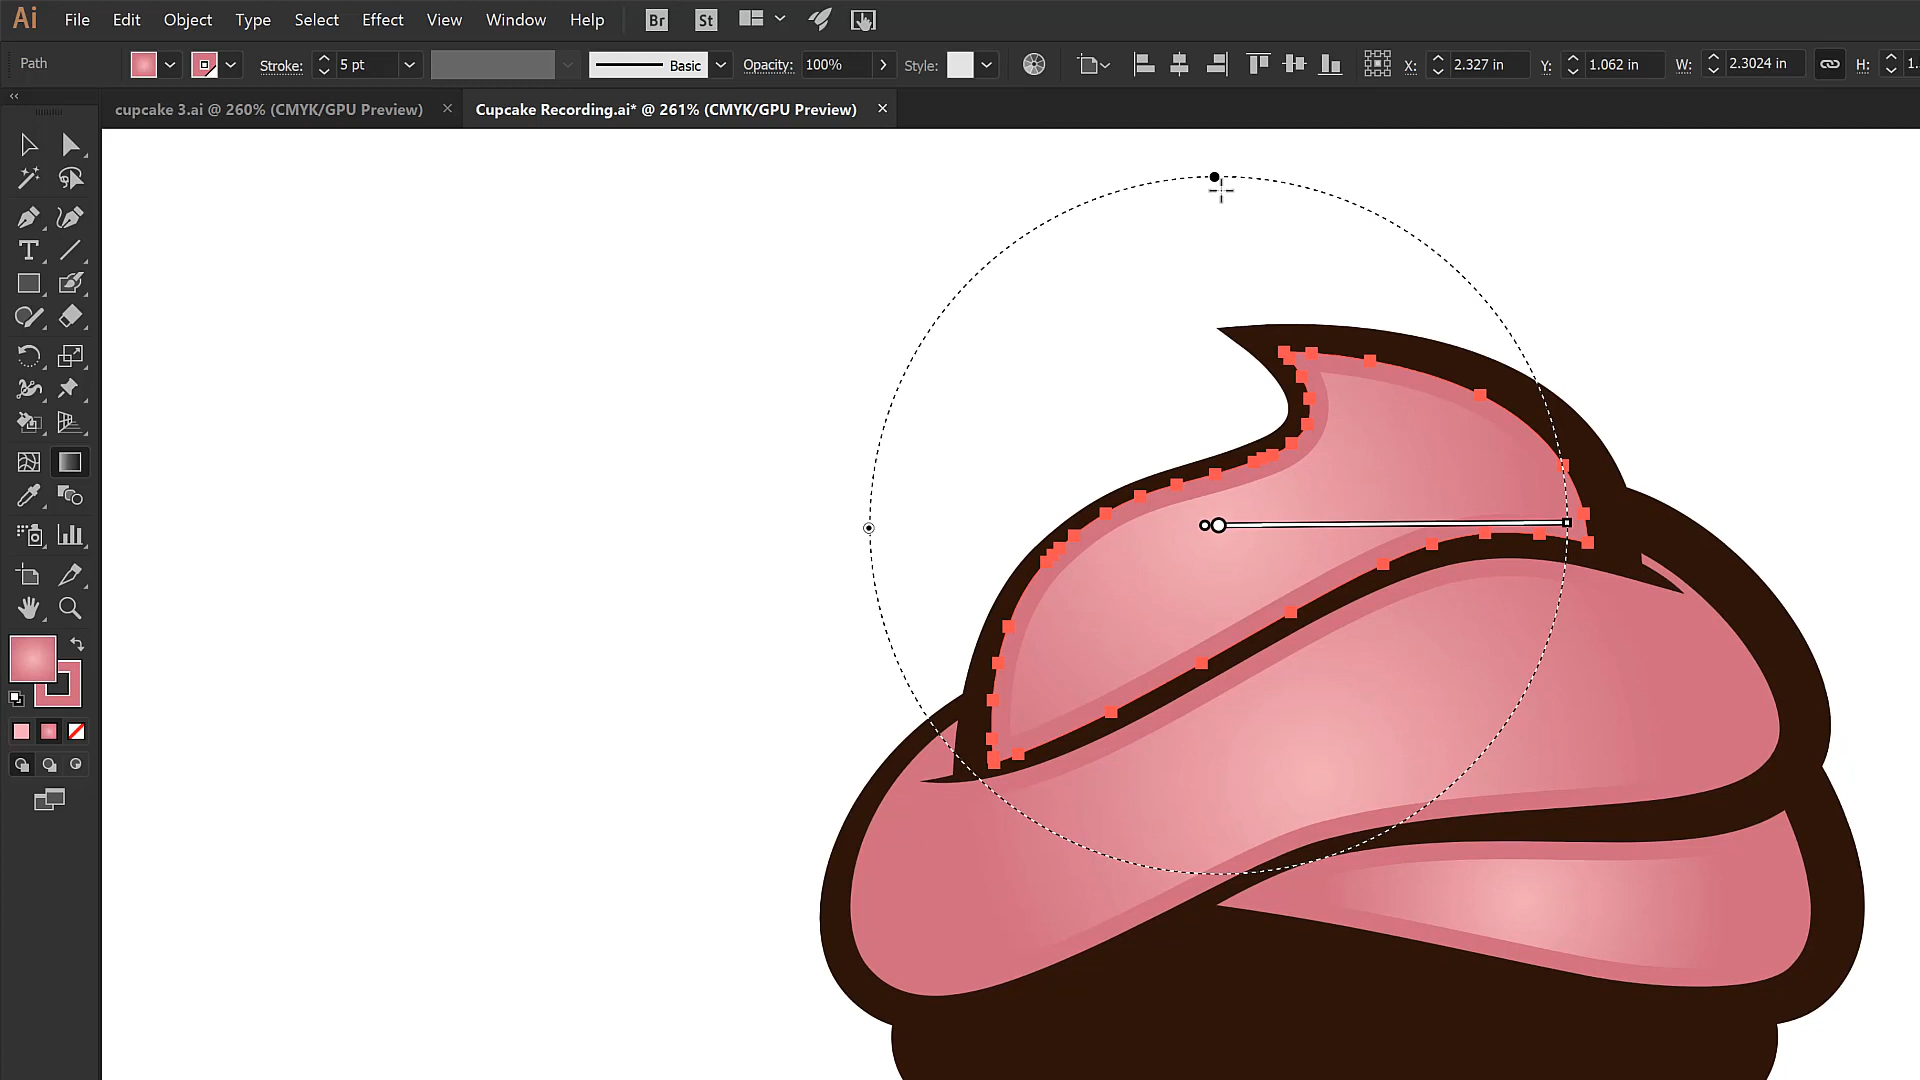 Ai File Edit Object Type Select Effect View Window Help Br St
Path Stroke: 5 pt Basic Opacity: 100% Style: X: 2.327 in Y: 1.062 in W: 2.3024 in H: 1.
cupcake 3.ai @ 260% (CMYK/GPU Preview) × Cupcake Recording.ai* @ 261% (CMYK/GPU Preview) ×